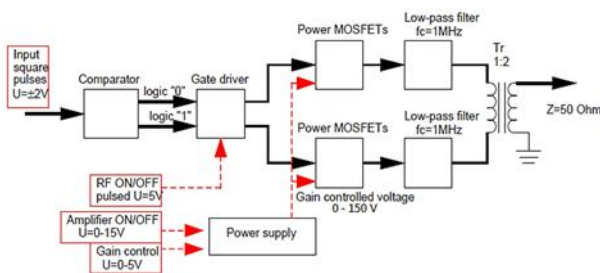 Input
square
pulses
U=±2V
Comparator
logic "0"
logic "1"
Gate driver
Power MOSFETs
Low-pass filter
fc=1MHz
Tr
1:2
Z=50 Ohm
Power MOSFETs
Low-pass filter
fc=1MHz
RF ON/OFF
pulsed U=5V
Gain controlled voltage
0 - 150 V
Amplifier ON/OFF
U=0-15V
Gain control
U=0-5V
Power supply